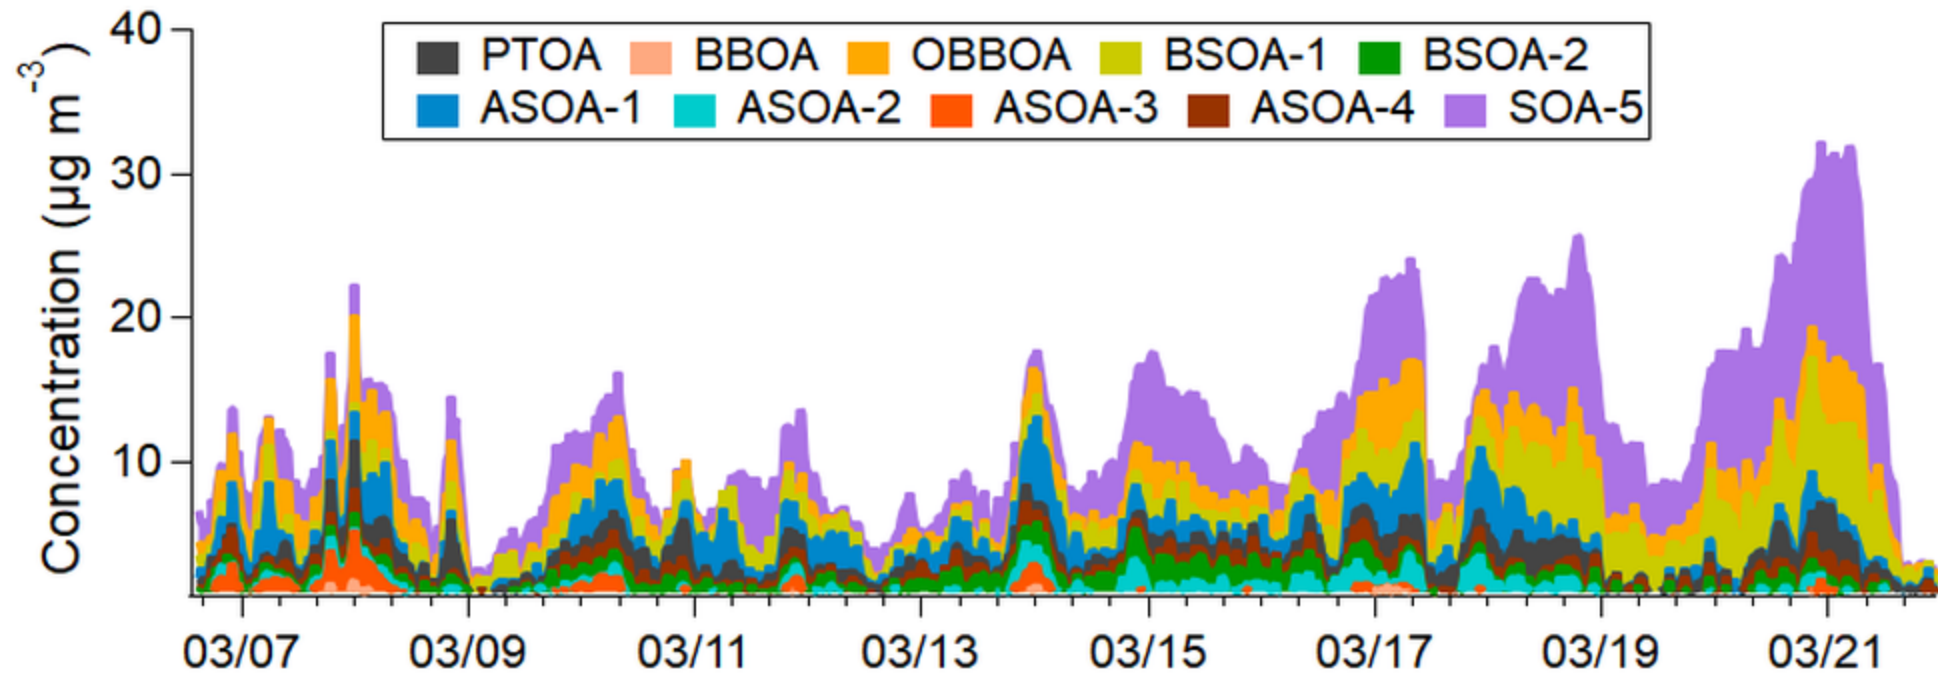 Concentration (µg m⁻³)
40
30
20
10
PTOA BBOA OBBOA BSOA-1 BSOA-2
ASOA-1 ASOA-2 ASOA-3 ASOA-4 SOA-5
03/07 03/09 03/11 03/13 03/15 03/17 03/19 03/21